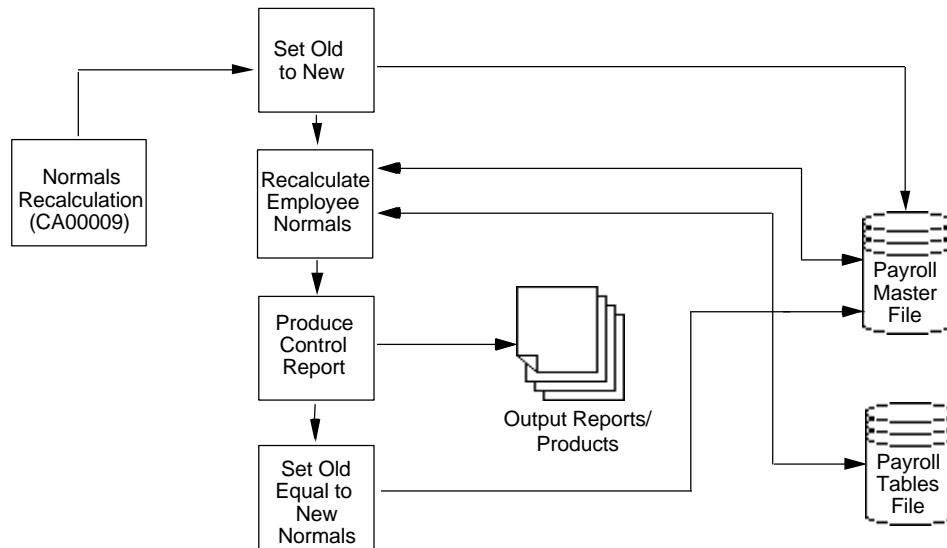 Set Old
to New
Normals
Recalculation
(CA00009)
Recalculate
Employee
Normals
Payroll
Master
File
Produce
Control
Report
Output Reports/
Products
Set Old
Equal to
New
Normals
Payroll
Tables
File